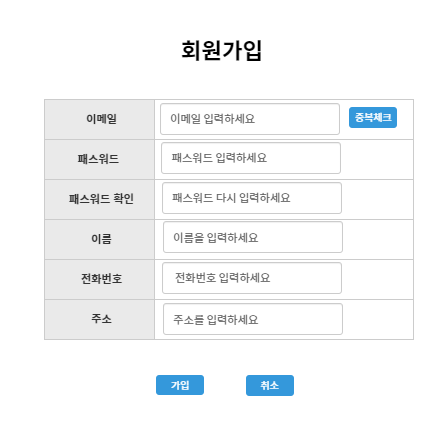 회원가입
이메일 이메일 입력하세요 중복체크
패스워드 패스워드 입력하세요
패스워드 확인 패스워드 다시 입력하세요
이름 이름을 입력하세요
전화번호 전화번호 입력하세요
주소 주소를 입력하세요
가입 취소